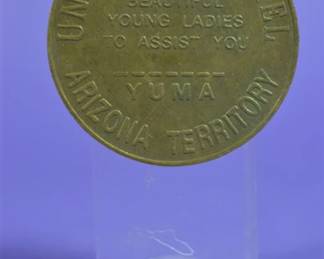 BEAUTIFUL
YOUNG LADIES
TO ASSIST YOU
YUMA
ARIZONA TERRITORY